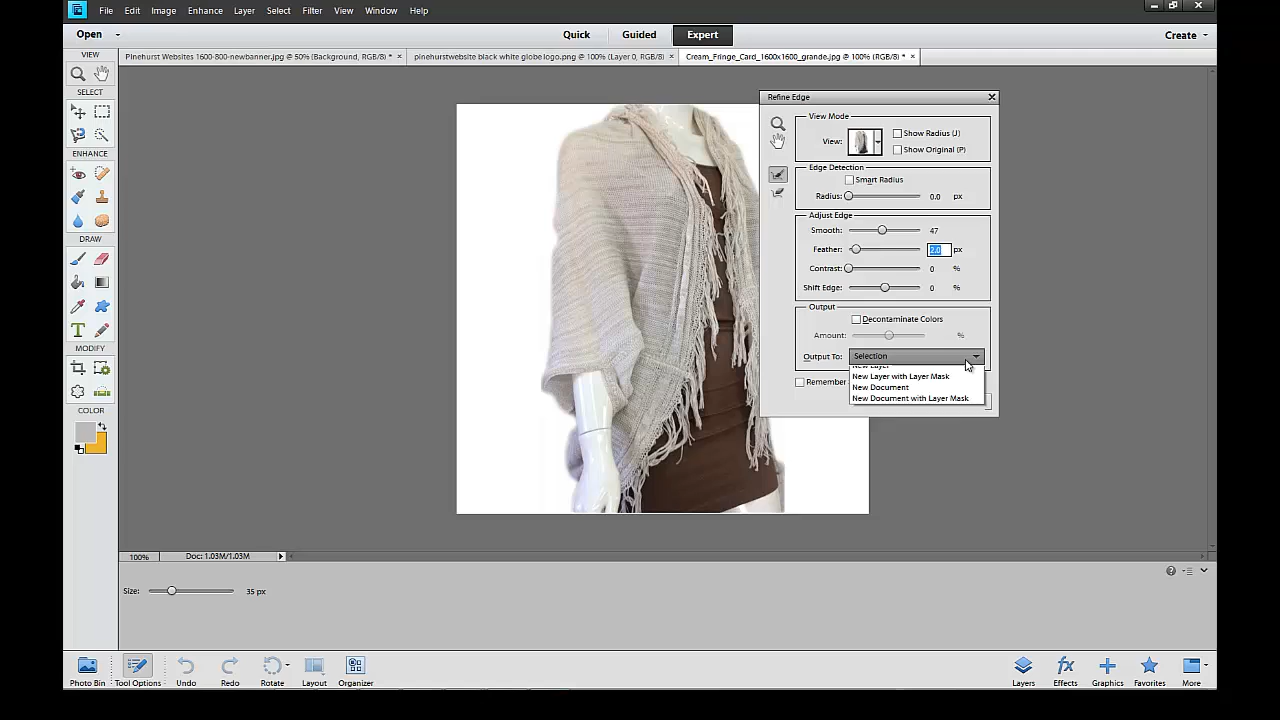 File Edit Image Enhance Layer Select Filter View Window Help
Open Quick Guided Expert Create
VIEW
Pinehurst Websites 1600-800-newbanner.jpg @ 50% (Background, RGB/8) * ×
pinehurstwebsite black white globe logo.png @ 100% (Layer 0, RGB/8) ×
Cream_Fringe_Card_1600x1600_grande.jpg @ 100% (RGB/8) * ×
SELECT
ENHANCE
DRAW
T
MODIFY
COLOR
Refine Edge
View Mode
View:
Show Radius (J)
Show Original (P)
Edge Detection
Smart Radius
Radius: 0.0 px
Adjust Edge
Smooth: 47
Feather: 2.0 px
Contrast: 0 %
Shift Edge: 0 %
Output
Decontaminate Colors
Amount: %
Output To: Selection
New Layer
New Layer with Layer Mask
New Document
New Document with Layer Mask
Remember
100% Doc: 1.03M/1.03M
Size: 35 px
Photo Bin Tool Options Undo Redo Rotate Layout Organizer
fx
Layers Effects Graphics Favorites More